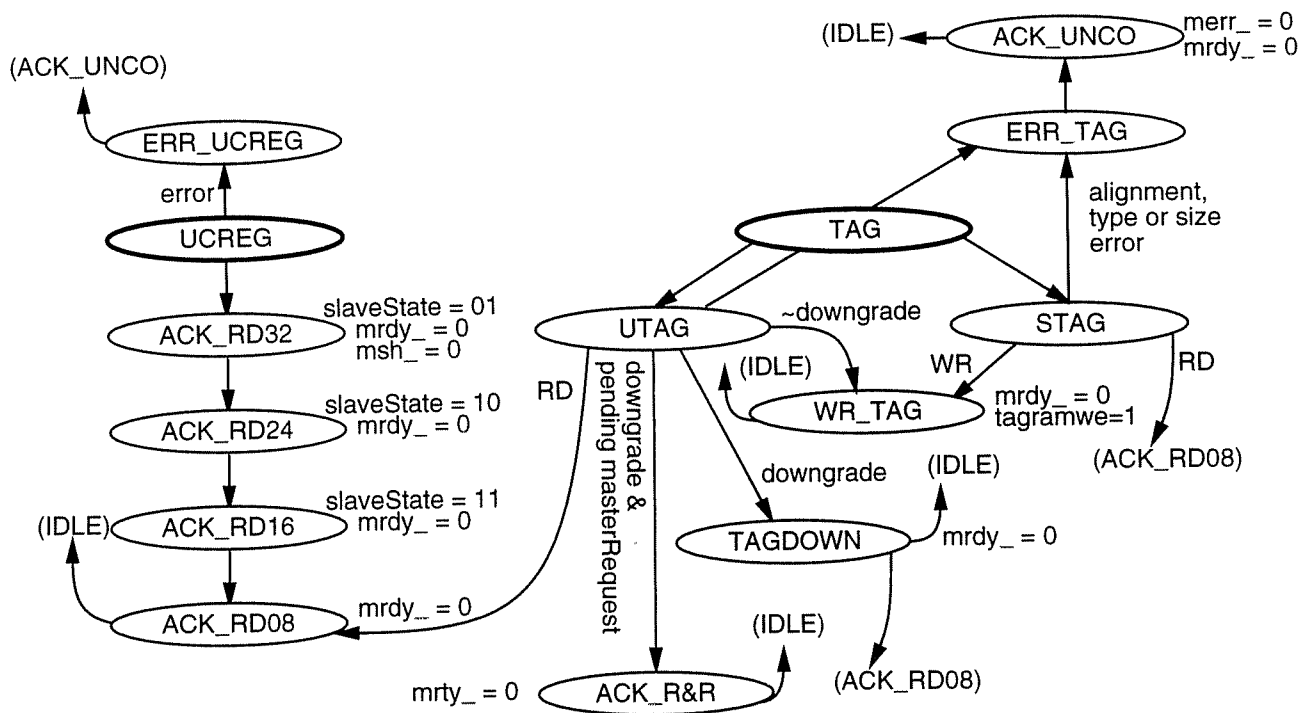 (IDLE)
ACK_UNCO
merr_ = 0
mrdy_ = 0
(ACK_UNCO)
ERR_UCREG
ERR_TAG
error
alignment,
type or size
error
UCREG
TAG
slaveState = 01
mrdy_ = 0
msh_ = 0
ACK_RD32
UTAG
~downgrade
STAG
RD
downgrade &
pending masterRequest
(IDLE)
WR
RD
slaveState = 10
mrdy_ = 0
ACK_RD24
WR_TAG
mrdy_ = 0
tagramwe=1
(ACK_RD08)
downgrade
(IDLE)
slaveState = 11
mrdy_ = 0
(IDLE)
ACK_RD16
TAGDOWN
mrdy_ = 0
mrdy_ = 0
ACK_RD08
(IDLE)
(ACK_RD08)
mrty_ = 0
ACK_R&R